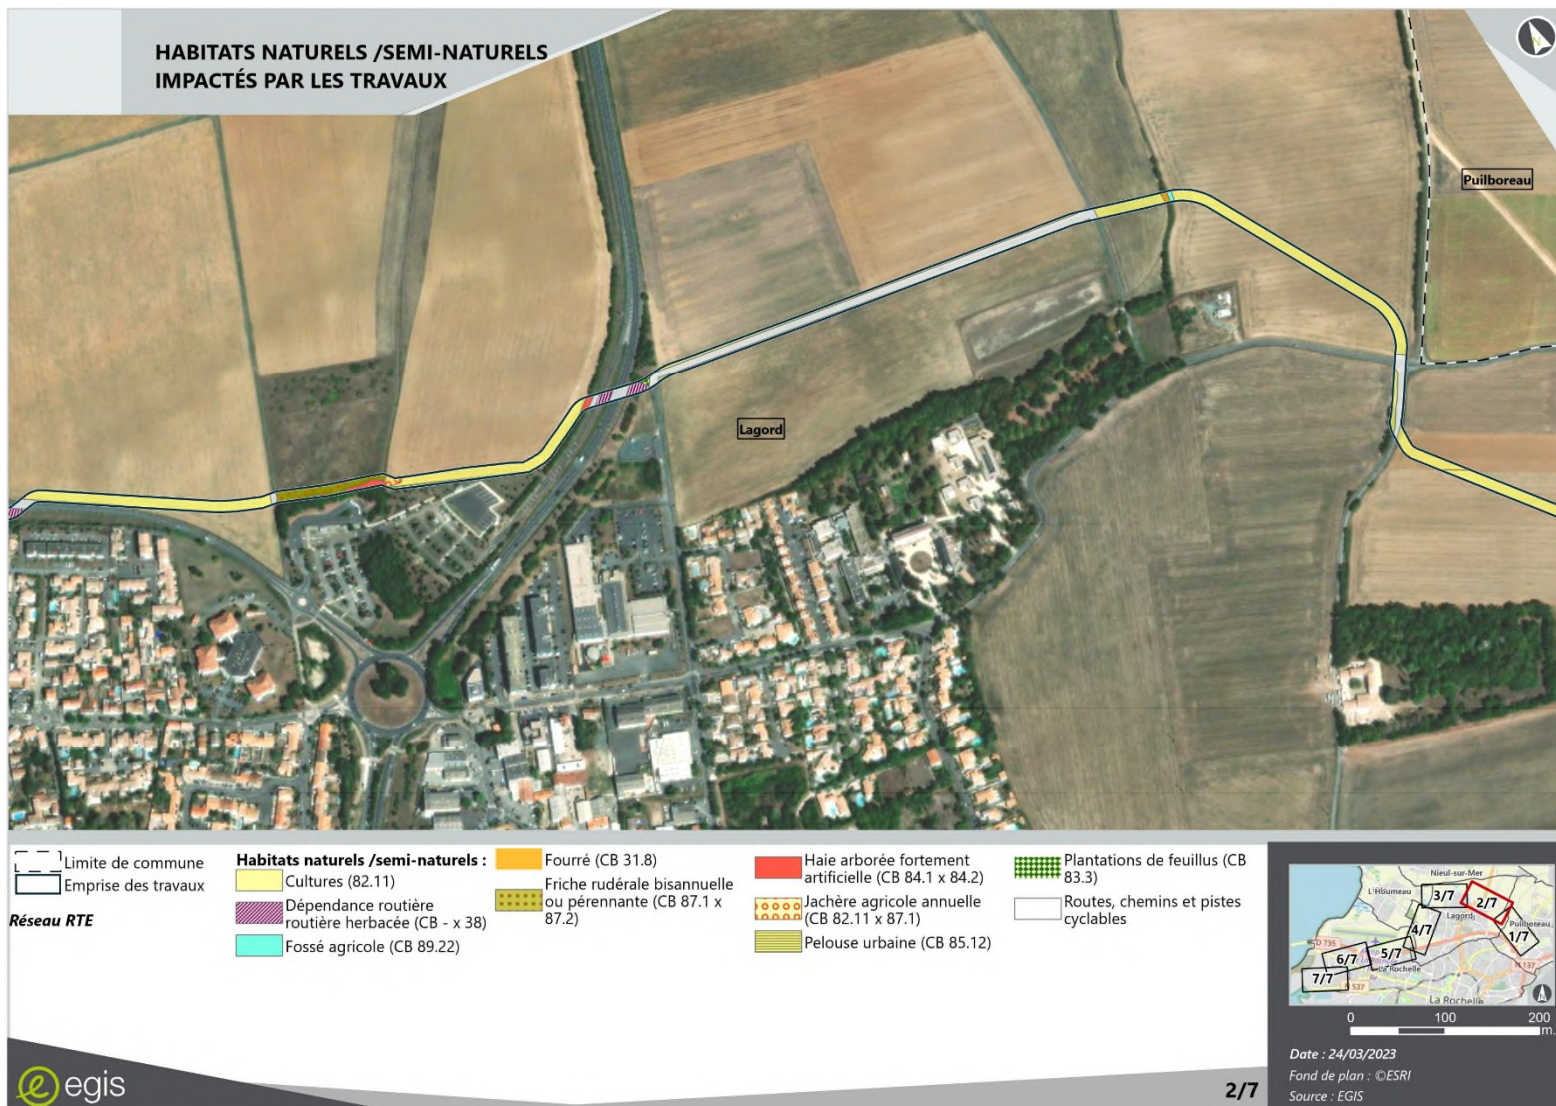 HABITATS NATURELS /SEMI-NATURELS
IMPACTÉS PAR LES TRAVAUX
N
Puilboreau
Lagord
Limite de commune
Emprise des travaux
Réseau RTE
Habitats naturels /semi-naturels :
Cultures (82.11)
Dépendance routière
routière herbacée (CB - x 38)
Fossé agricole (CB 89.22)
Fourré (CB 31.8)
Friche rudérale bisannuelle
ou pérennante (CB 87.1 x
87.2)
Haie arborée fortement
artificielle (CB 84.1 x 84.2)
Jachère agricole annuelle
(CB 82.11 x 87.1)
Pelouse urbaine (CB 85.12)
Plantations de feuillus (CB
83.3)
Routes, chemins et pistes
cyclables
Nieul-sur-Mer
L'Houmeau
3/7
2/7
Lagord
Puilboreau
4/7
1/7
D 735
5/7
6/7
La Rochelle
N 137
7/7
N 537
La Rochelle
0 100 200
m.
Date : 24/03/2023
Fond de plan : ©ESRI
Source : EGIS
egis
2/7